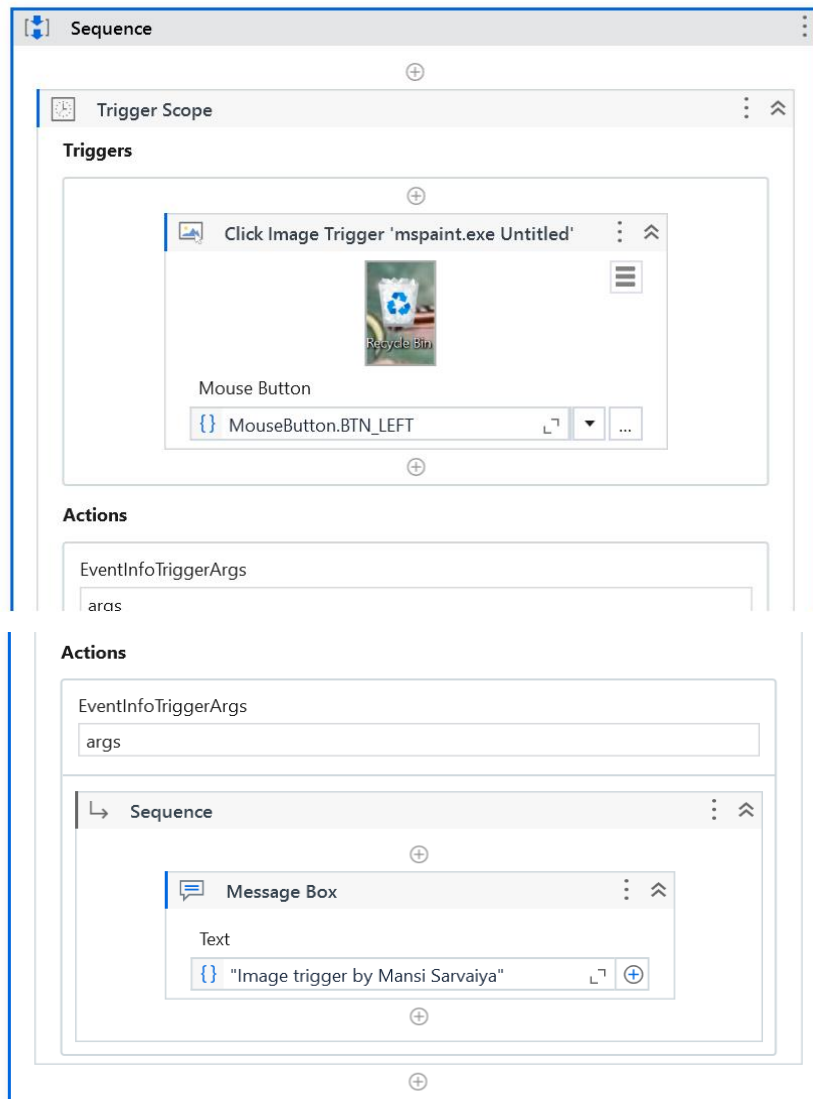 Sequence
Trigger Scope
Triggers
Click Image Trigger 'mspaint.exe Untitled'
Recycle Bin
Mouse Button
{} MouseButton.BTN_LEFT
...
Actions
EventInfoTriggerArgs
args
Actions
EventInfoTriggerArgs
args
Sequence
Message Box
Text
{} "Image trigger by Mansi Sarvaiya"